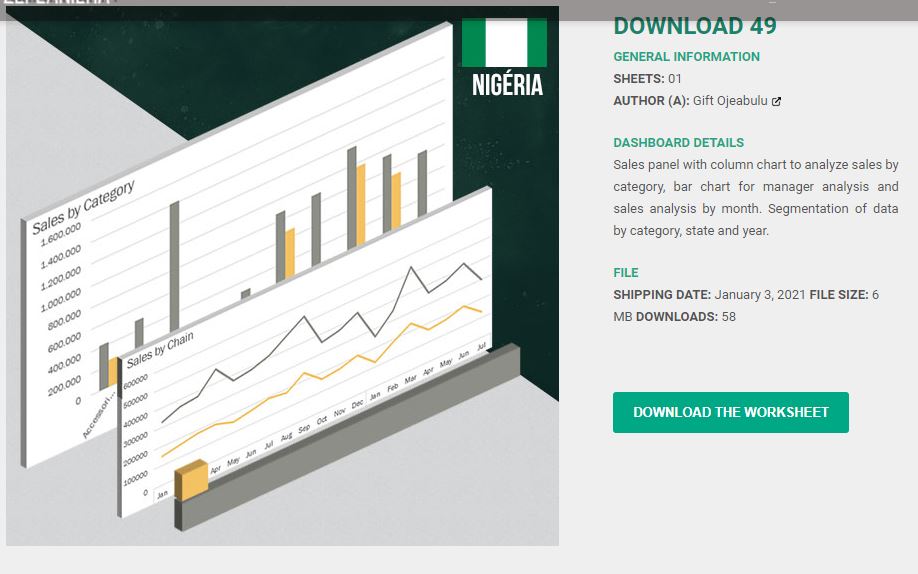 NIGÉRIA
Sales by Category
1.600.000
1.400.000
1.200.000
1.000.000
800.000
600.000
400.000
200.000
0
Accessori...
Sales by Chain
600000
500000
400000
300000
200000
100000
0
Jan
Apr May Jun Jul Aug Sep Oct Nov Dec Jan Feb Mar Apr May Jun Jul
DOWNLOAD 49
GENERAL INFORMATION
SHEETS: 01
AUTHOR (A): Gift Ojeabulu
DASHBOARD DETAILS
Sales panel with column chart to analyze sales by
category, bar chart for manager analysis and
sales analysis by month. Segmentation of data
by category, state and year.
FILE
SHIPPING DATE: January 3, 2021 FILE SIZE: 6
MB DOWNLOADS: 58
DOWNLOAD THE WORKSHEET